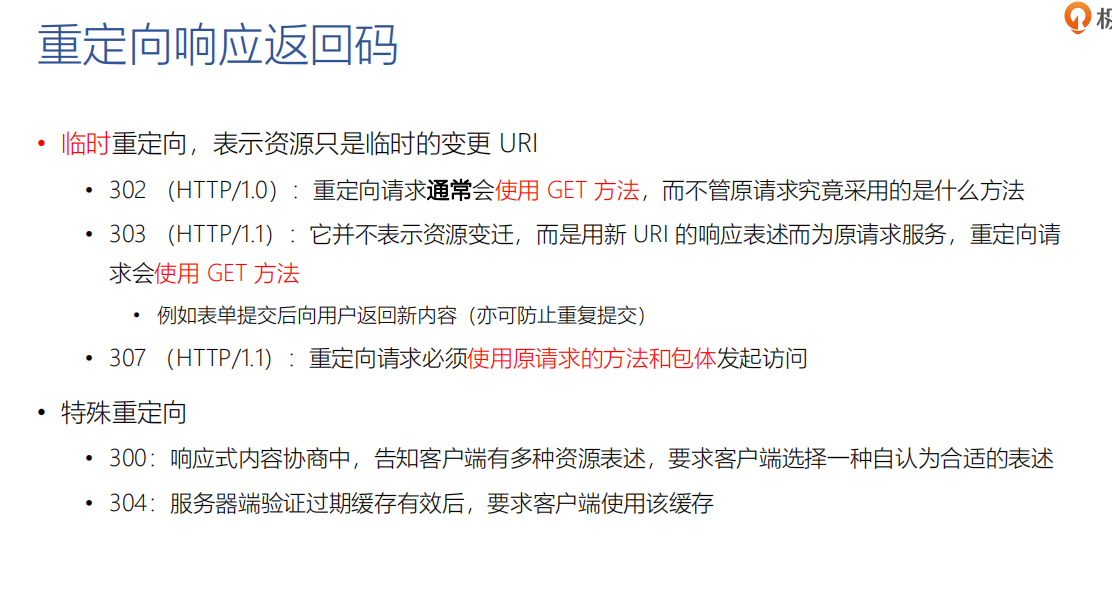 重定向响应返回码
• 临时重定向，表示资源只是临时的变更 URI
• 302 （HTTP/1.0）：重定向请求通常会使用 GET 方法，而不管原请求究竟采用的是什么方法
• 303 （HTTP/1.1）：它并不表示资源变迁，而是用新 URI 的响应表述而为原请求服务，重定向请
求会使用 GET 方法
• 例如表单提交后向用户返回新内容（亦可防止重复提交）
• 307 （HTTP/1.1）：重定向请求必须使用原请求的方法和包体发起访问
• 特殊重定向
• 300：响应式内容协商中，告知客户端有多种资源表述，要求客户端选择一种自认为合适的表述
• 304：服务器端验证过期缓存有效后，要求客户端使用该缓存